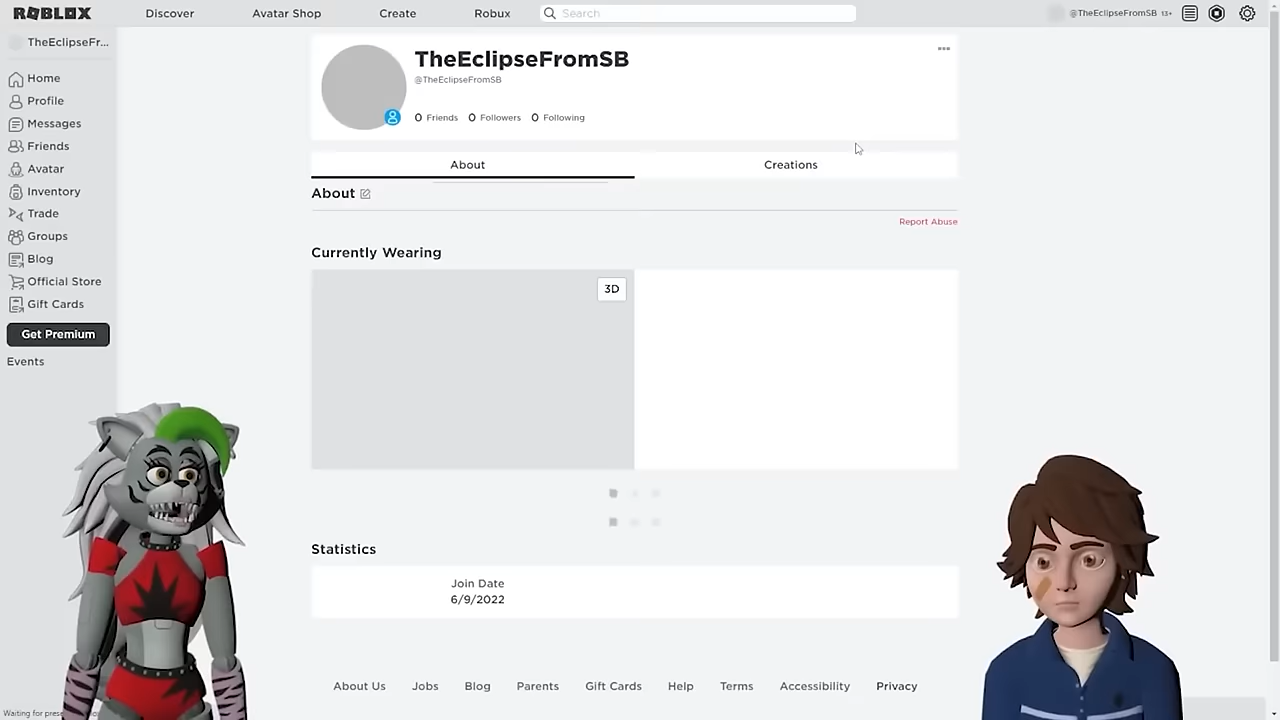 ROBLOX
Discover
Avatar Shop
Create
Robux
Search
@TheEclipseFromSB 13+
TheEclipseFr...
Home
Profile
Messages
Friends
Avatar
Inventory
Trade
Groups
Blog
Official Store
Gift Cards
Get Premium
Events
TheEclipseFromSB
@TheEclipseFromSB
0 Friends 0 Followers 0 Following
About
Creations
About
Report Abuse
Currently Wearing
3D
Statistics
Join Date
6/9/2022
About Us Jobs Blog Parents Gift Cards Help Terms Accessibility Privacy
Waiting for